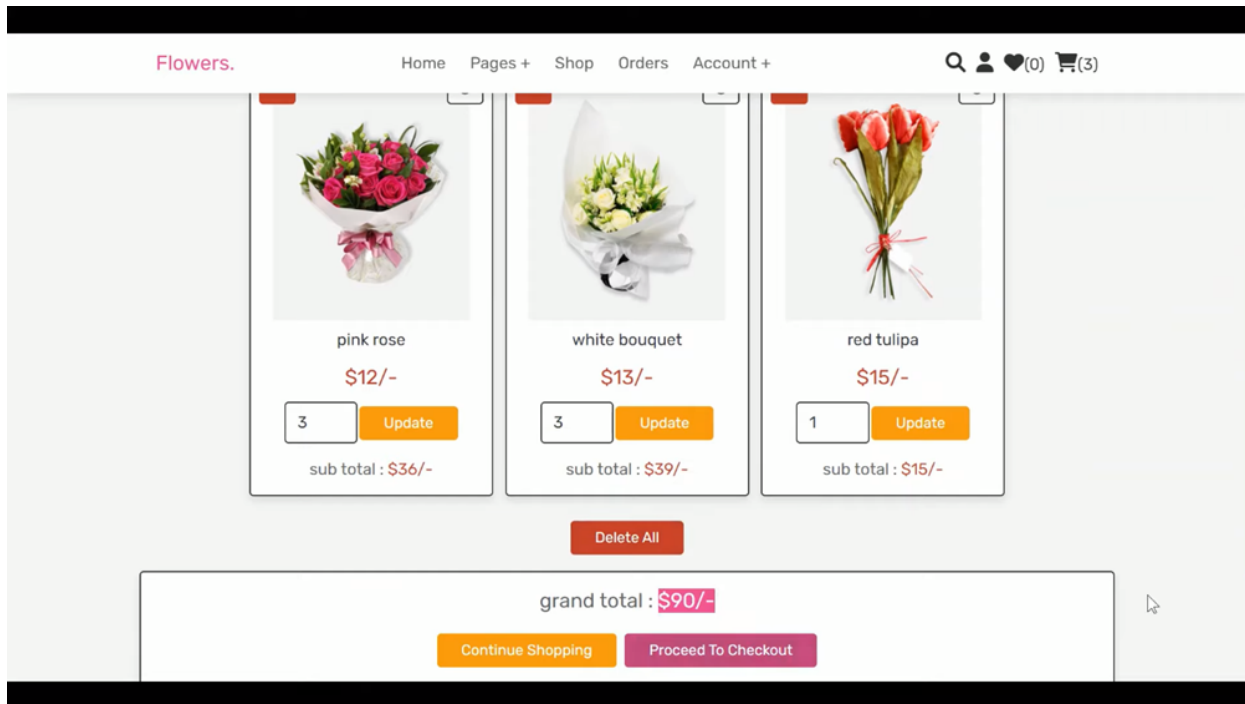 Flowers.
Home Pages + Shop Orders Account +
(0) (3)
pink rose
white bouquet
red tulipa
$12/-
$13/-
$15/-
3 Update
3 Update
1 Update
sub total : $36/-
sub total : $39/-
sub total : $15/-
Delete All
grand total : $90/-
Continue Shopping
Proceed To Checkout